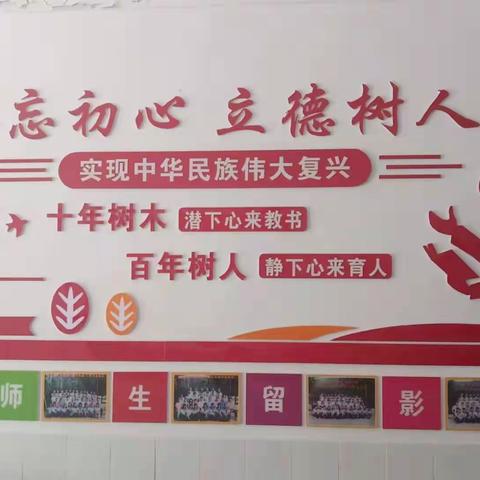 忘初心 立德树人
实现中华民族伟大复兴
十年树木 潜下心来教书
百年树人 静下心来育人
师 生 留 影